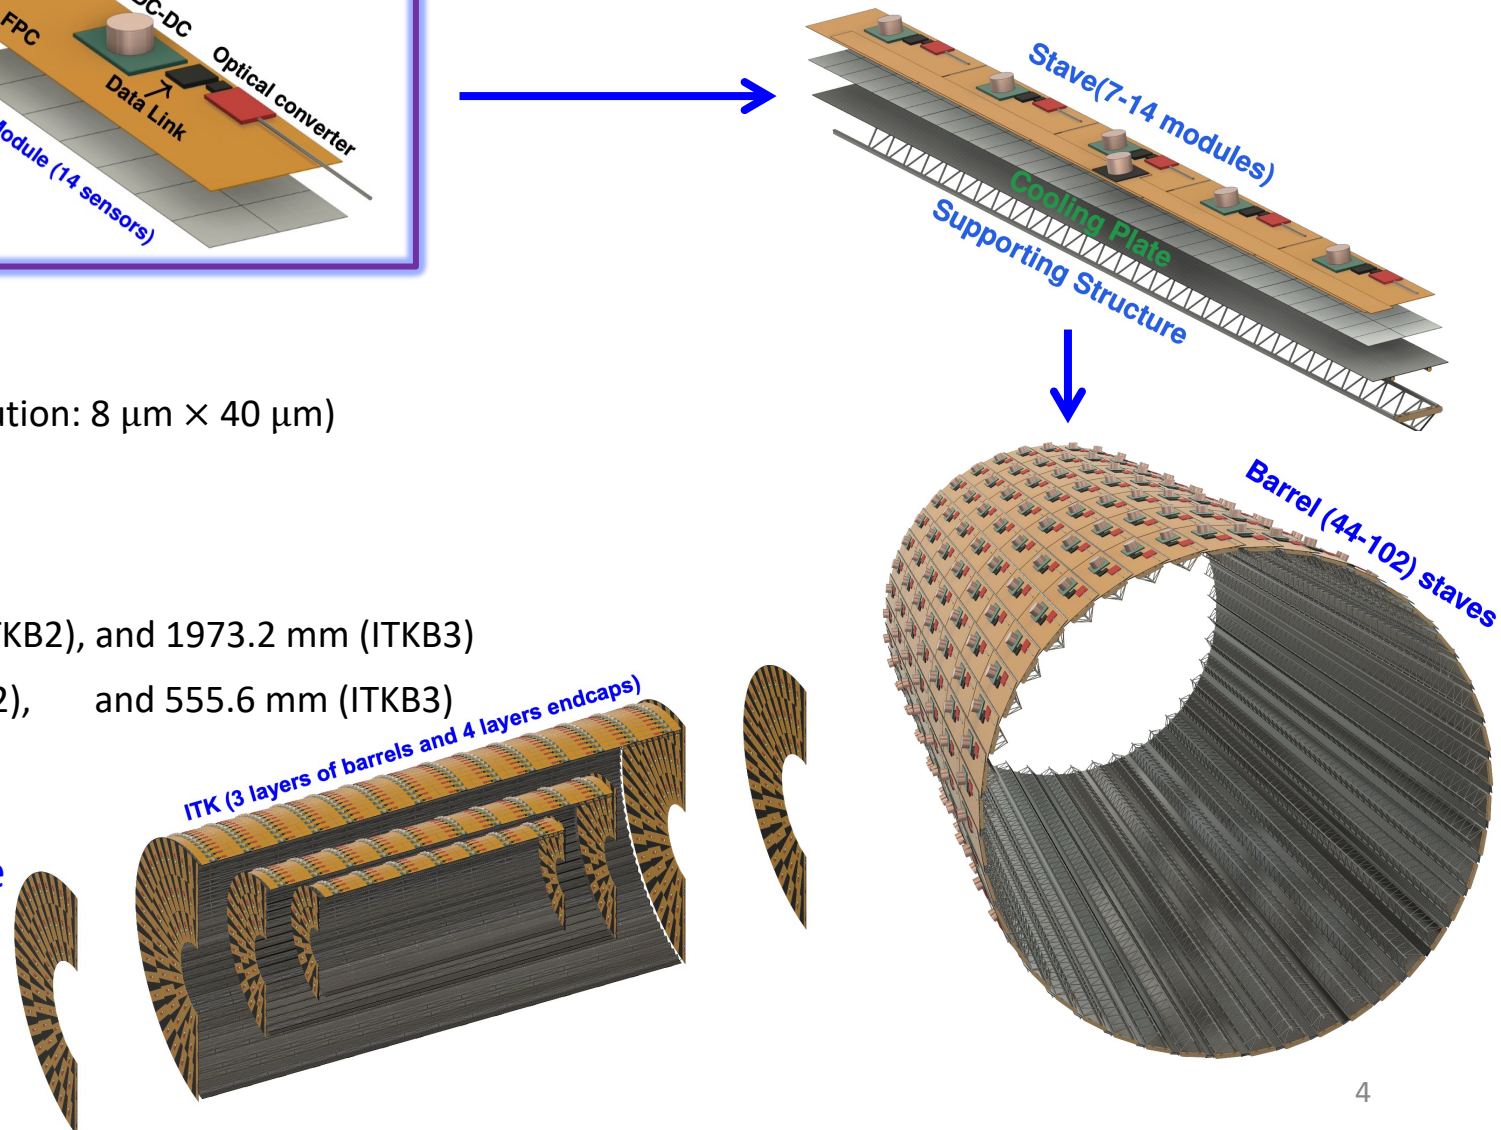 DC-DC
FPC
Optical converter
Data Link
Module (14 sensors)
Stave(7-14 modules)
Cooling Plate
Supporting Structure
ution: 8 μm × 40 μm)
Barrel (44-102) staves
KB2), and 1973.2 mm (ITKB3)
2), and 555.6 mm (ITKB3)
ITK (3 layers of barrels and 4 layers endcaps)
e
4